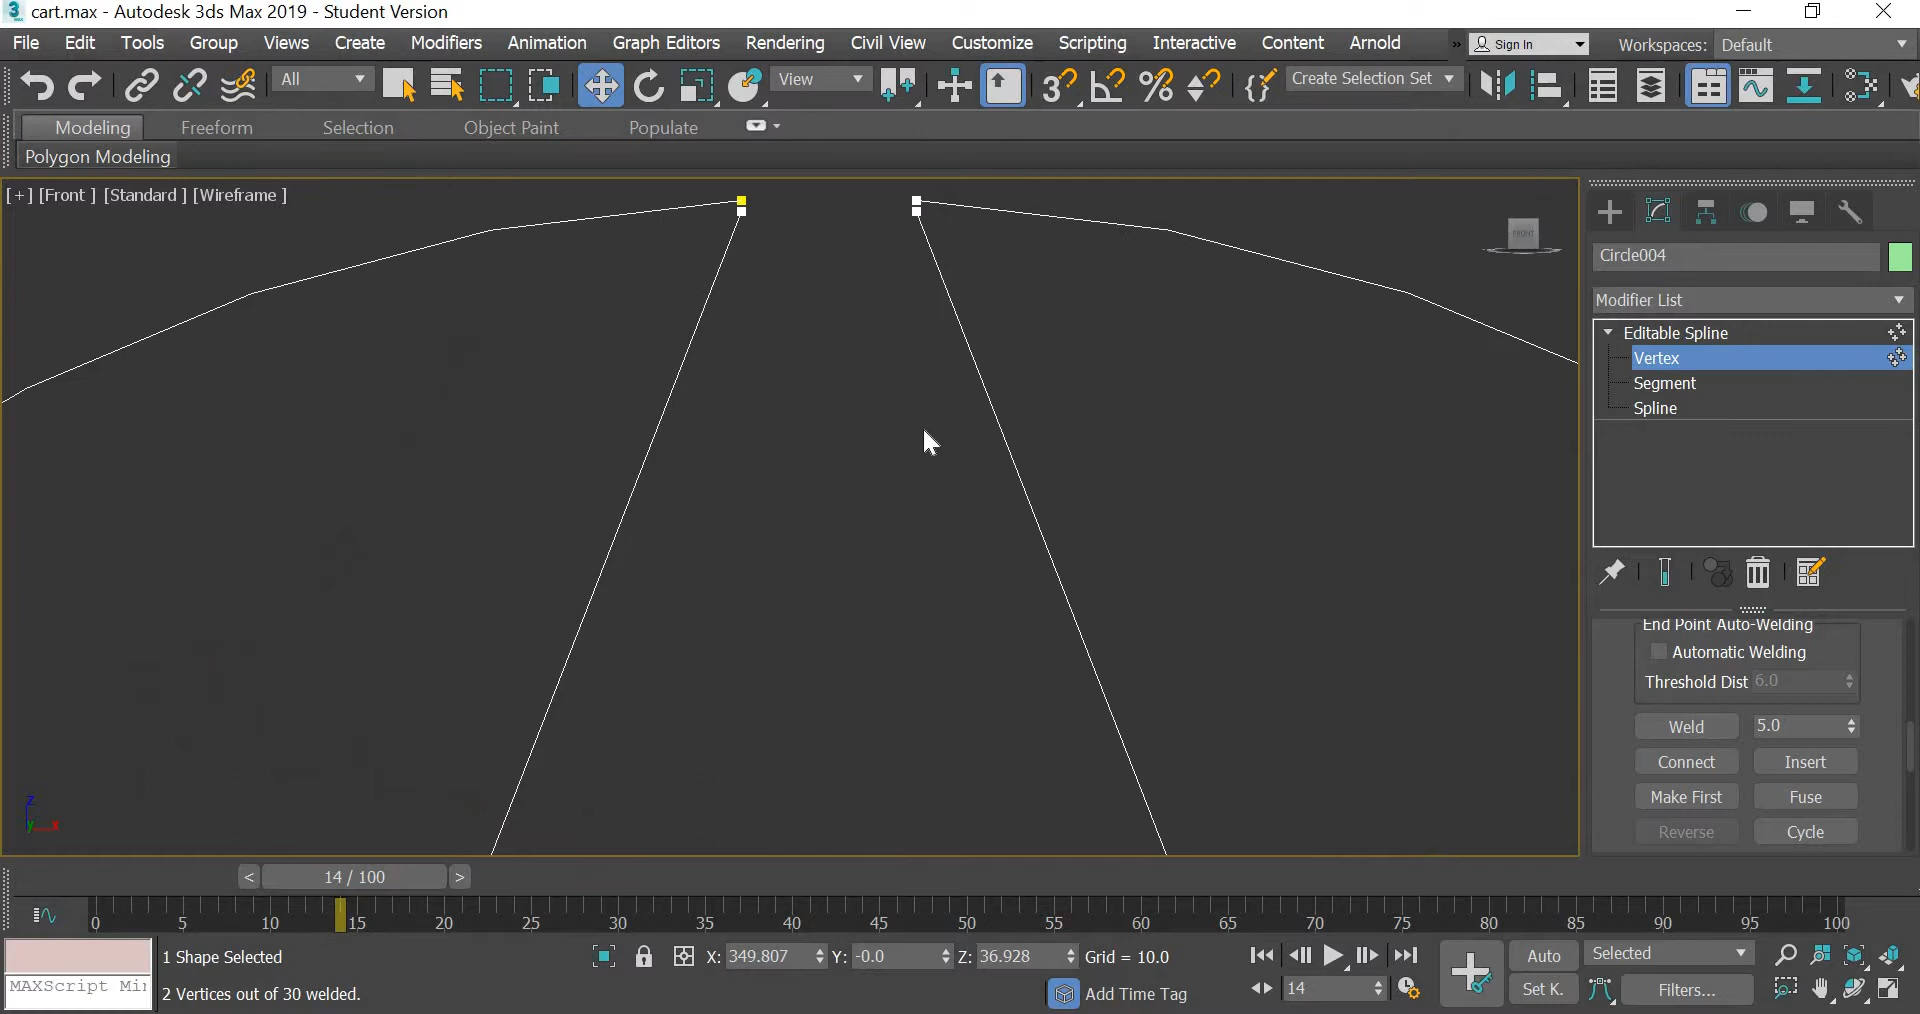 cart.max - Autodesk 3ds Max 2019 - Student Version
File Edit Tools Group Views Create Modifiers Animation Graph Editors Rendering Civil View Customize Scripting Interactive Content Arnold » Sign In Workspaces: Default
All View Create Selection Set
Modeling Freeform Selection Object Paint Populate
Polygon Modeling
[+] [Front ] [Standard ] [Wireframe ]
FRONT
Circle004
Modifier List
Editable Spline
Vertex
Segment
Spline
End Point Auto-Welding
Automatic Welding
Threshold Dist 6.0
Weld 5.0
Connect Insert
Make First Fuse
Reverse Cycle
z
y x
< 14 / 100 >
0 5 10 15 20 25 30 35 40 45 50 55 60 65 70 75 80 85 90 95 100
1 Shape Selected X: 349.807 Y: -0.0 Z: 36.928 Grid = 10.0 Auto Selected
MAXScript Mi 2 Vertices out of 30 welded. Add Time Tag 14 Set K. Filters...